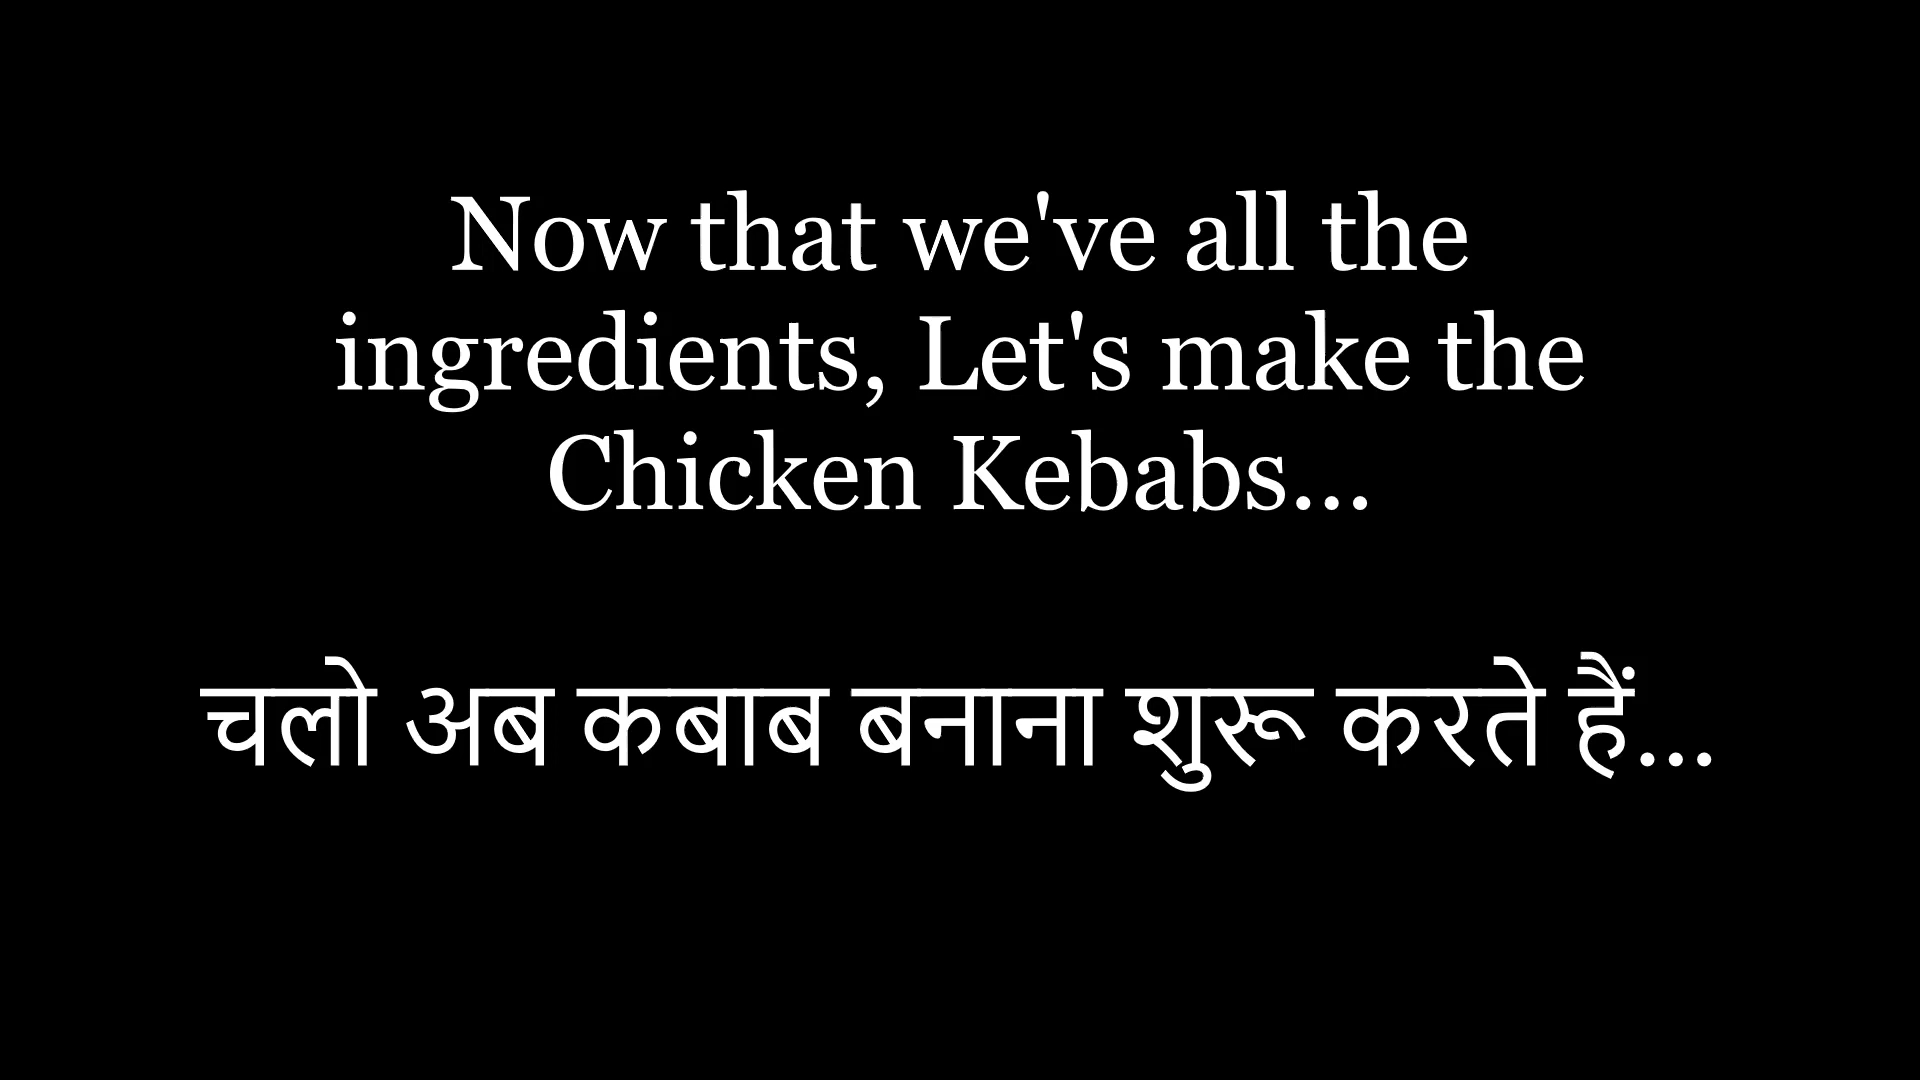 Now that we've all the
ingredients, Let's make the
Chicken Kebabs...
चलो अब कबाब बनाना शुरू करते हैं...